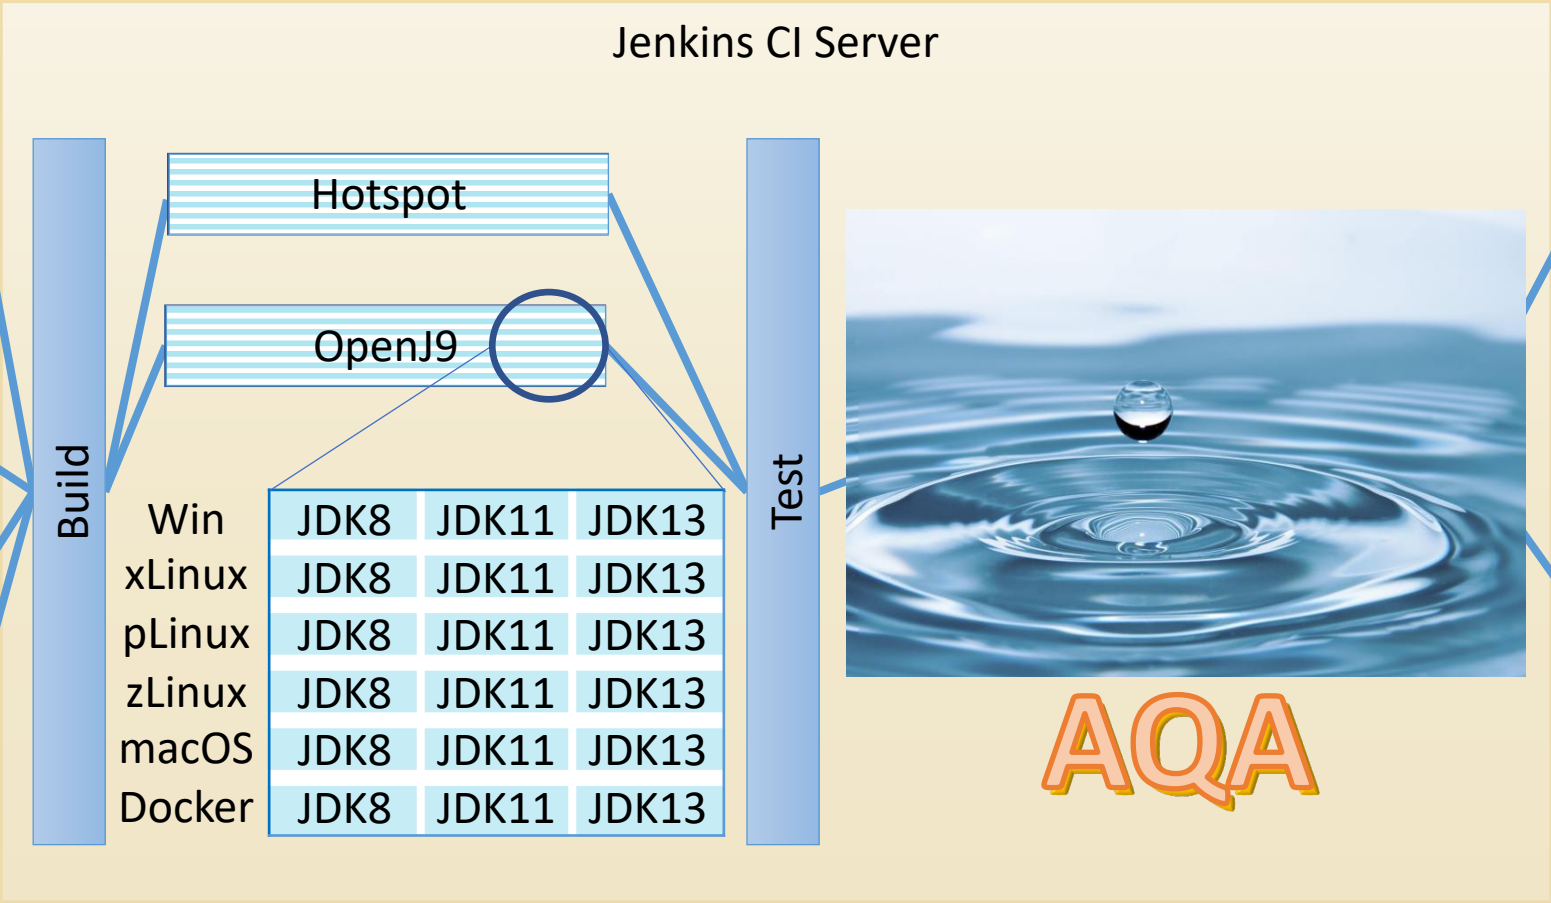 Jenkins CI Server
Hotspot
OpenJ9
Build
Test
Win JDK8 JDK11 JDK13
xLinux JDK8 JDK11 JDK13
pLinux JDK8 JDK11 JDK13
zLinux JDK8 JDK11 JDK13
macOS JDK8 JDK11 JDK13
Docker JDK8 JDK11 JDK13
AQA